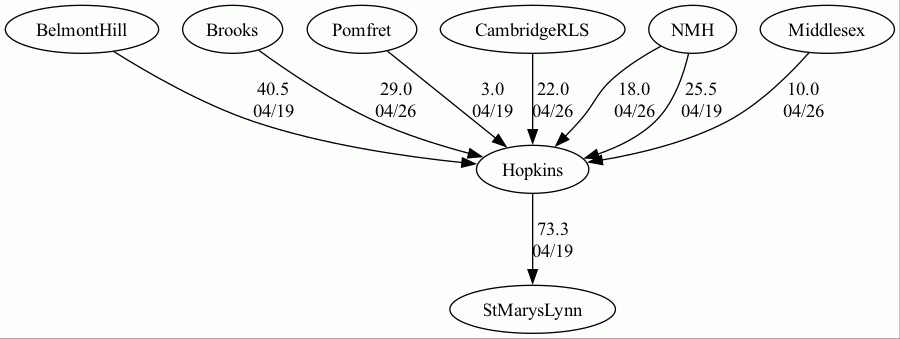 BelmontHill
Brooks
Pomfret
CambridgeRLS
NMH
Middlesex
40.5
04/19
29.0
04/26
3.0
04/19
22.0
04/26
18.0
04/26
25.5
04/19
10.0
04/26
Hopkins
73.3
04/19
StMarysLynn